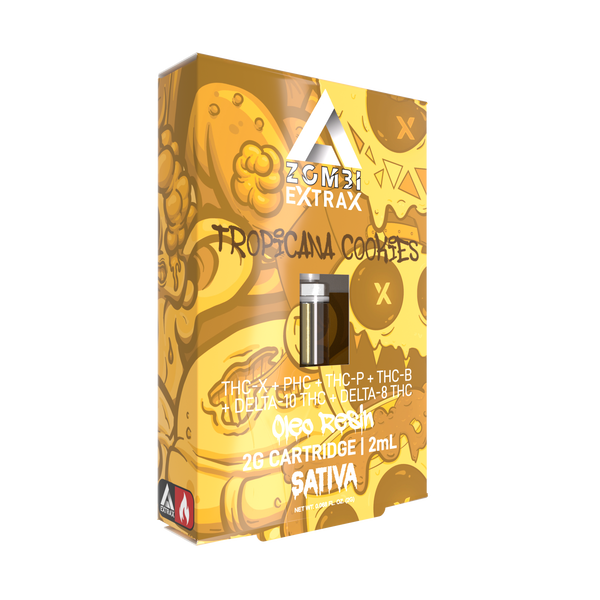 ZOMBI
EXTRAX
TROPICANA COOKIES
THC-X + PHC + THC-P + THC-B
+ DELTA-10 THC + DELTA-8 THC
Oleo Resin
2G CARTRIDGE | 2mL
SATIVA
X
X
EXTRAX